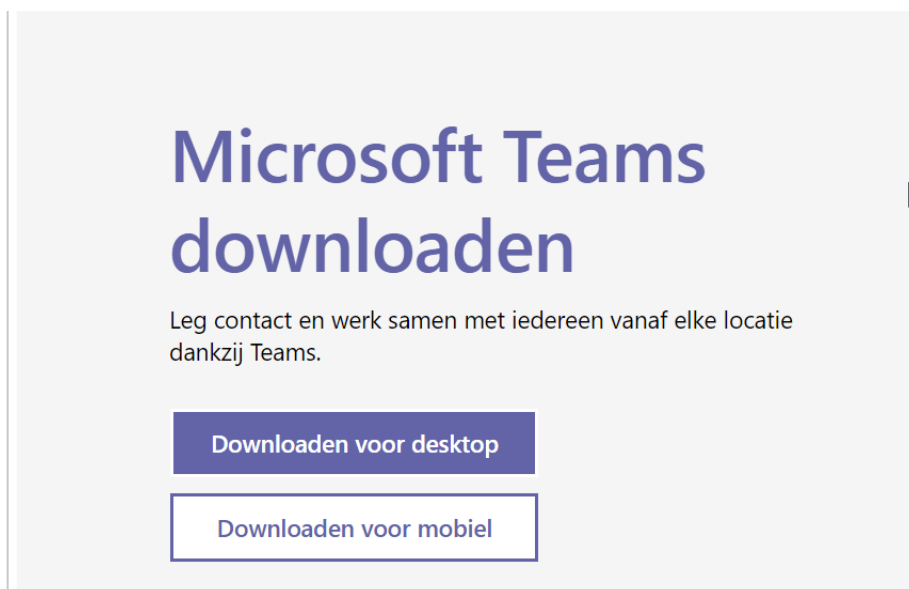 Microsoft Teams
downloaden
Leg contact en werk samen met iedereen vanaf elke locatie
dankzij Teams.
Downloaden voor desktop
Downloaden voor mobiel